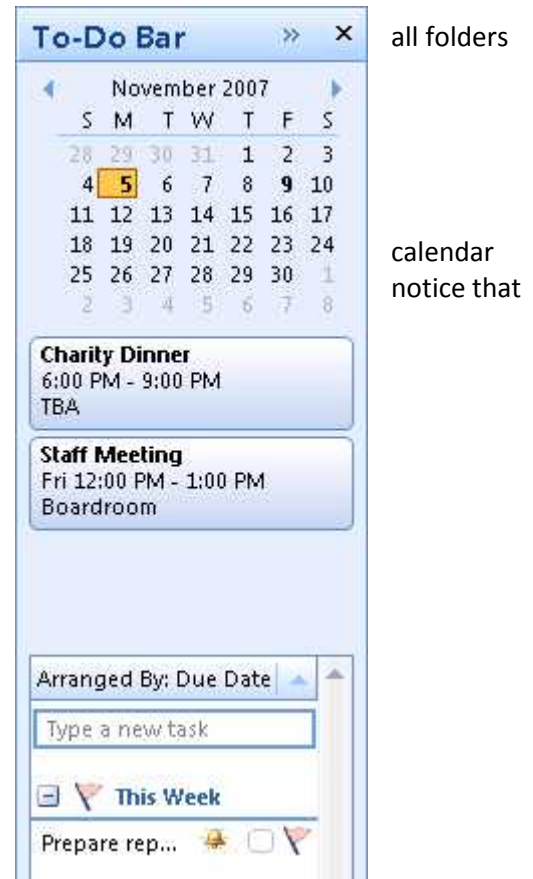 To-Do Bar » ×
all folders
November 2007
S M T W T F S
28 29 30 31 1 2 3
4 5 6 7 8 9 10
11 12 13 14 15 16 17
18 19 20 21 22 23 24
25 26 27 28 29 30 1
2 3 4 5 6 7 8
calendar
notice that
Charity Dinner
6:00 PM - 9:00 PM
TBA
Staff Meeting
Fri 12:00 PM - 1:00 PM
Boardroom
Arranged By: Due Date
Type a new task
This Week
Prepare rep...